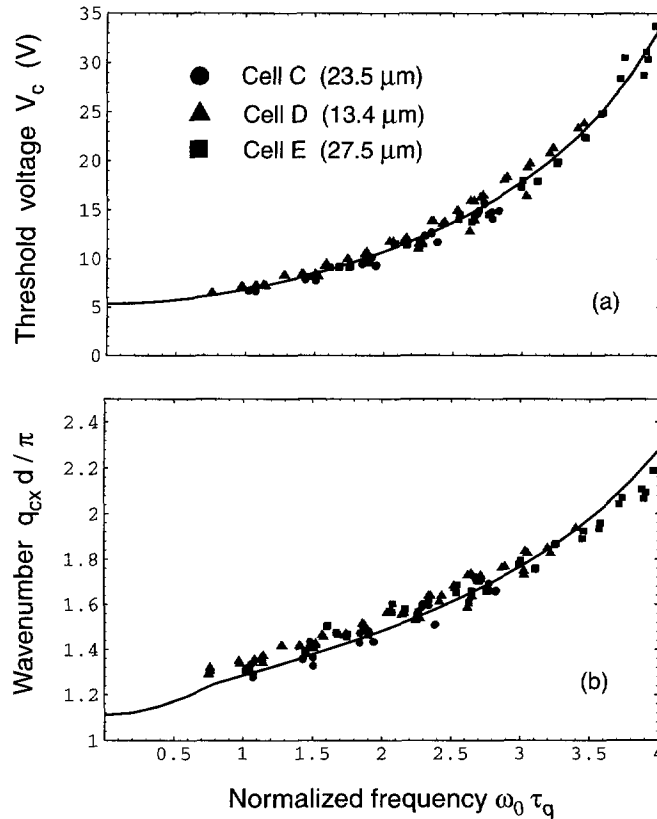 Threshold voltage V_c (V)
35
30
25
20
15
10
5
0
● Cell C (23.5 μm)
▲ Cell D (13.4 μm)
■ Cell E (27.5 μm)
(a)
Wavenumber q_cx d / π
2.4
2.2
2
1.8
1.6
1.4
1.2
1
(b)
0.5 1 1.5 2 2.5 3 3.5 4
Normalized frequency ω_0 τ_q